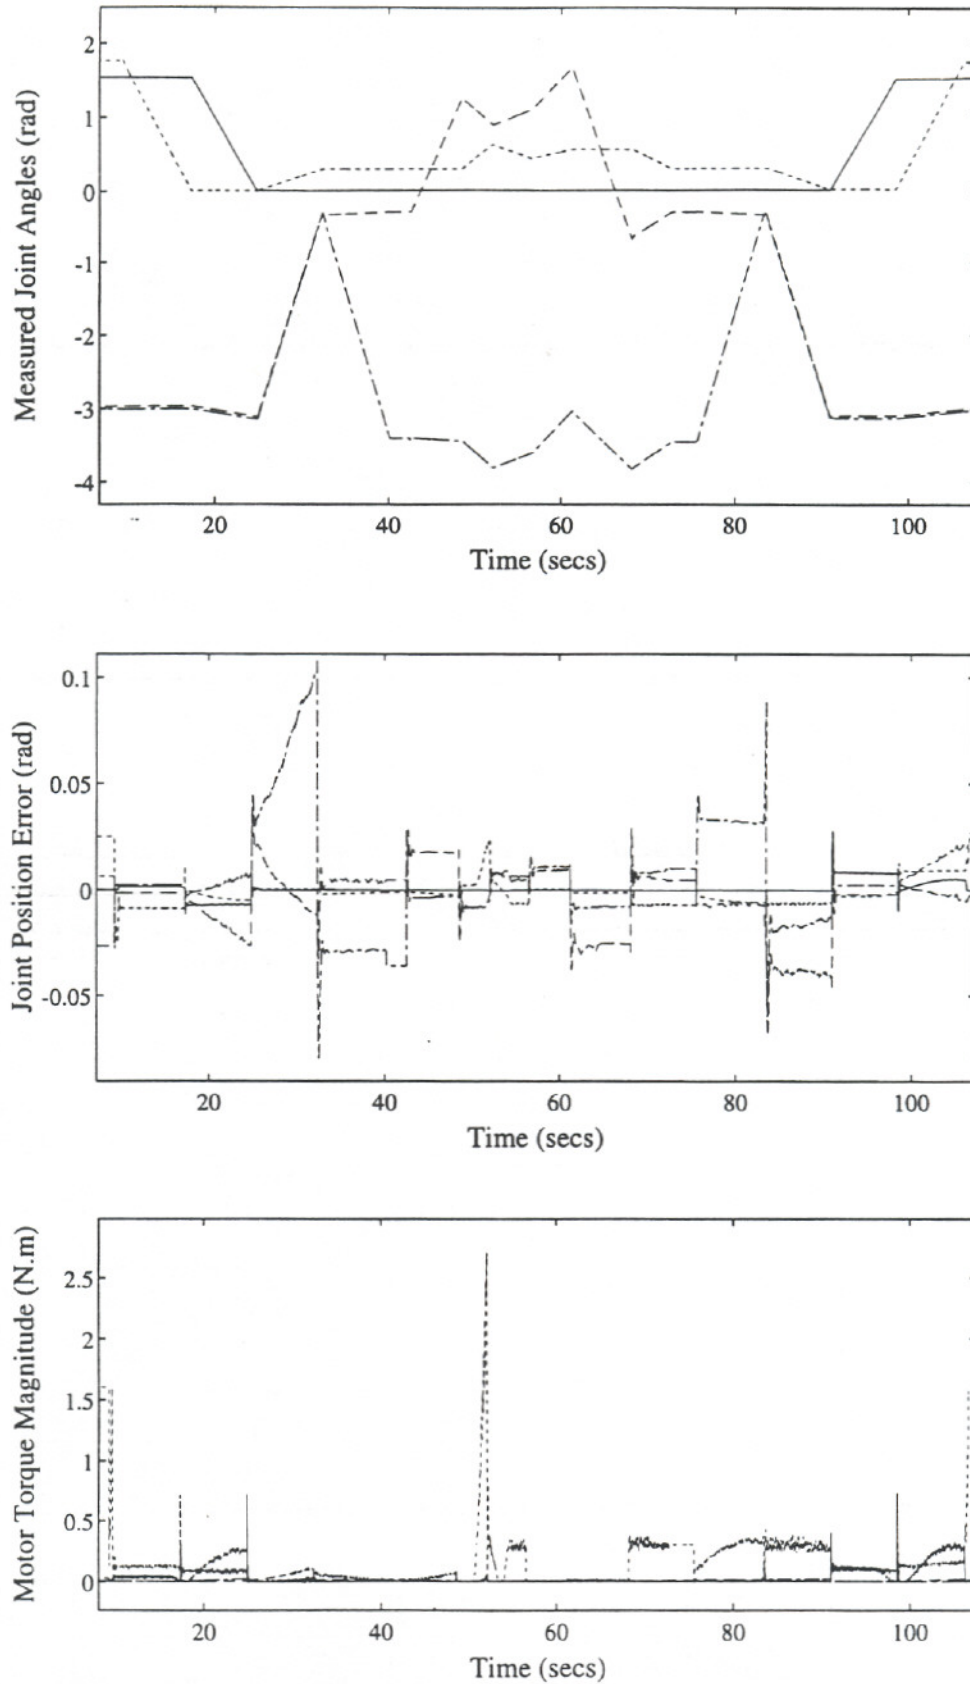 Measured Joint Angles (rad)
2
1
0
-1
-2
-3
-4
20 40 60 80 100
Time (secs)
Joint Position Error (rad)
0.1
0.05
0
-0.05
20 40 60 80 100
Time (secs)
Motor Torque Magnitude (N.m)
2.5
2
1.5
1
0.5
0
20 40 60 80 100
Time (secs)